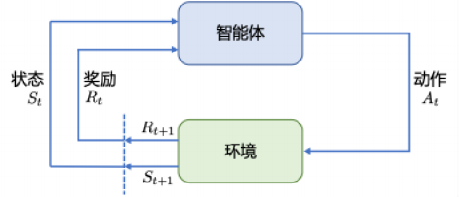 智能体
状态
S_t
奖励
R_t
动作
A_t
R_{t+1}
环境
S_{t+1}